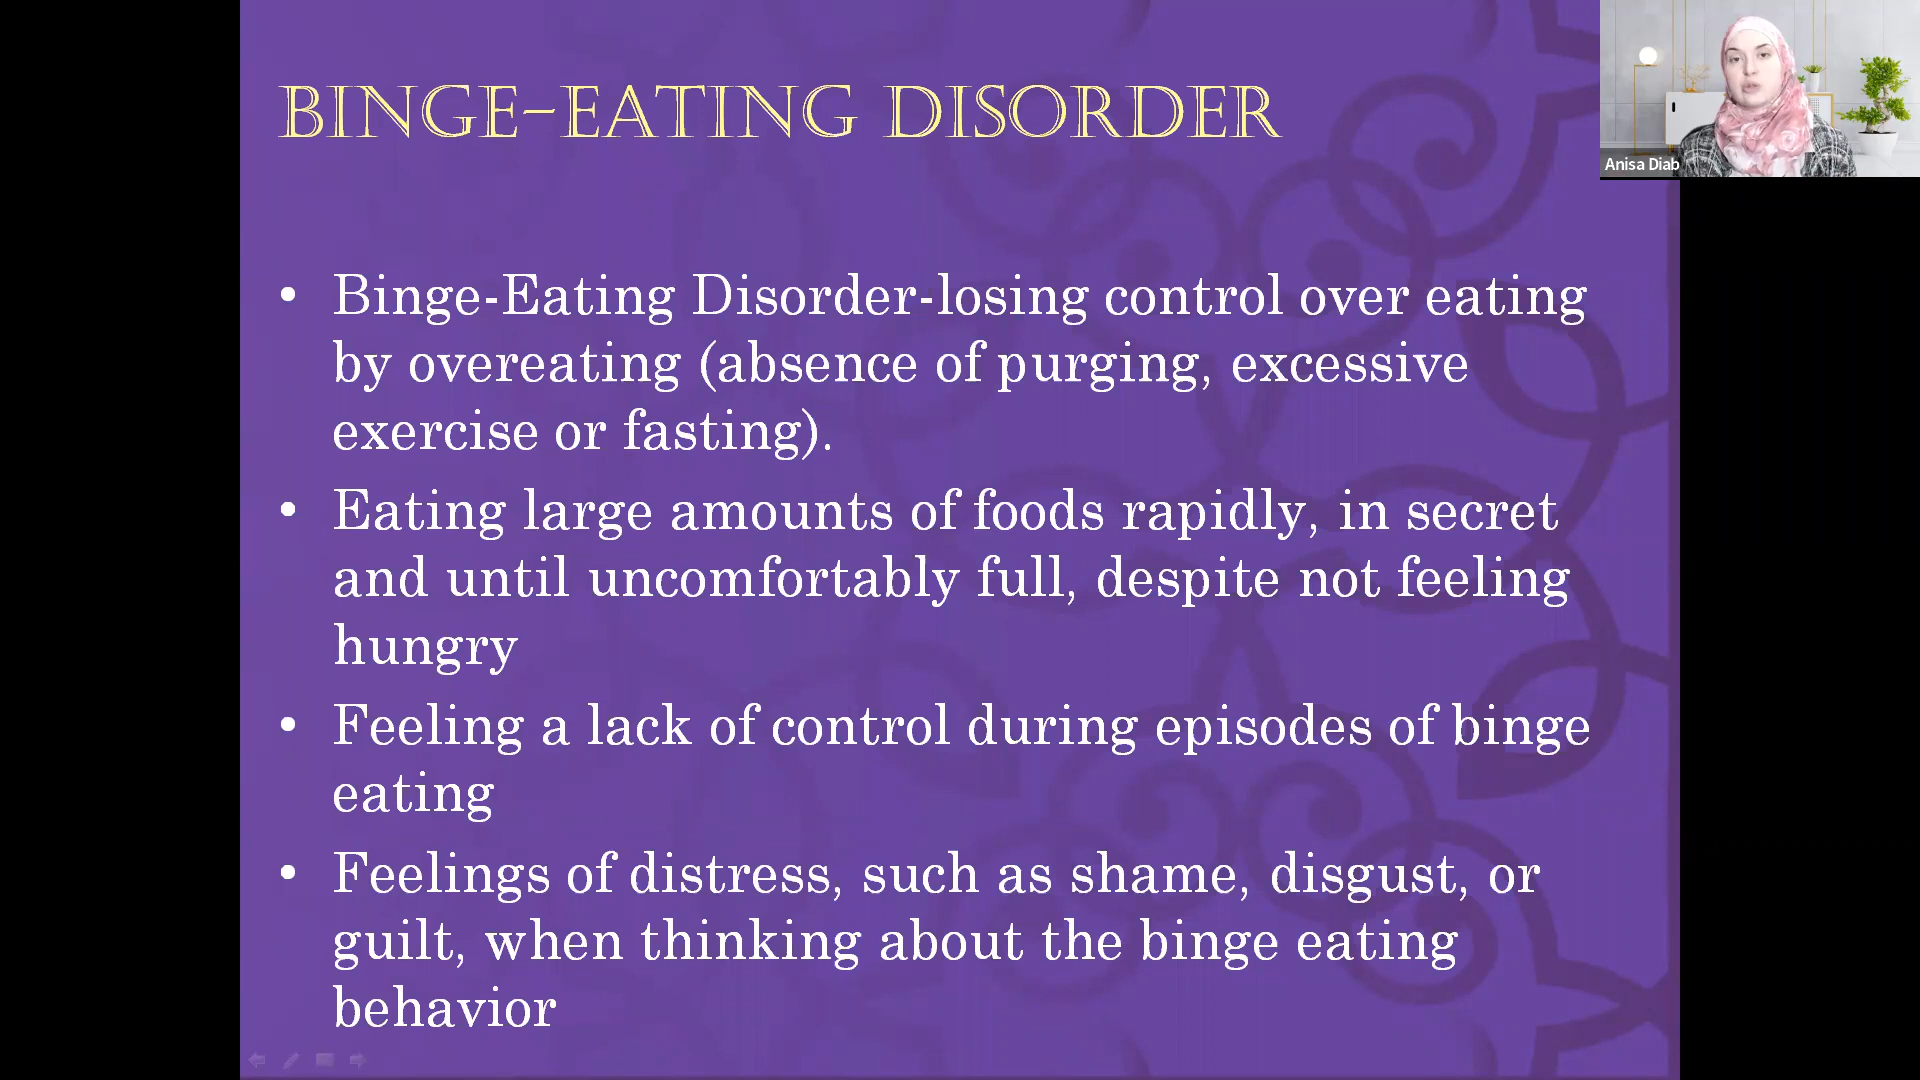 BINGE-EATING DISORDER
Anisa Diab
• Binge-Eating Disorder-losing control over eating
by overeating (absence of purging, excessive
exercise or fasting).
• Eating large amounts of foods rapidly, in secret
and until uncomfortably full, despite not feeling
hungry
• Feeling a lack of control during episodes of binge
eating
• Feelings of distress, such as shame, disgust, or
guilt, when thinking about the binge eating
behavior